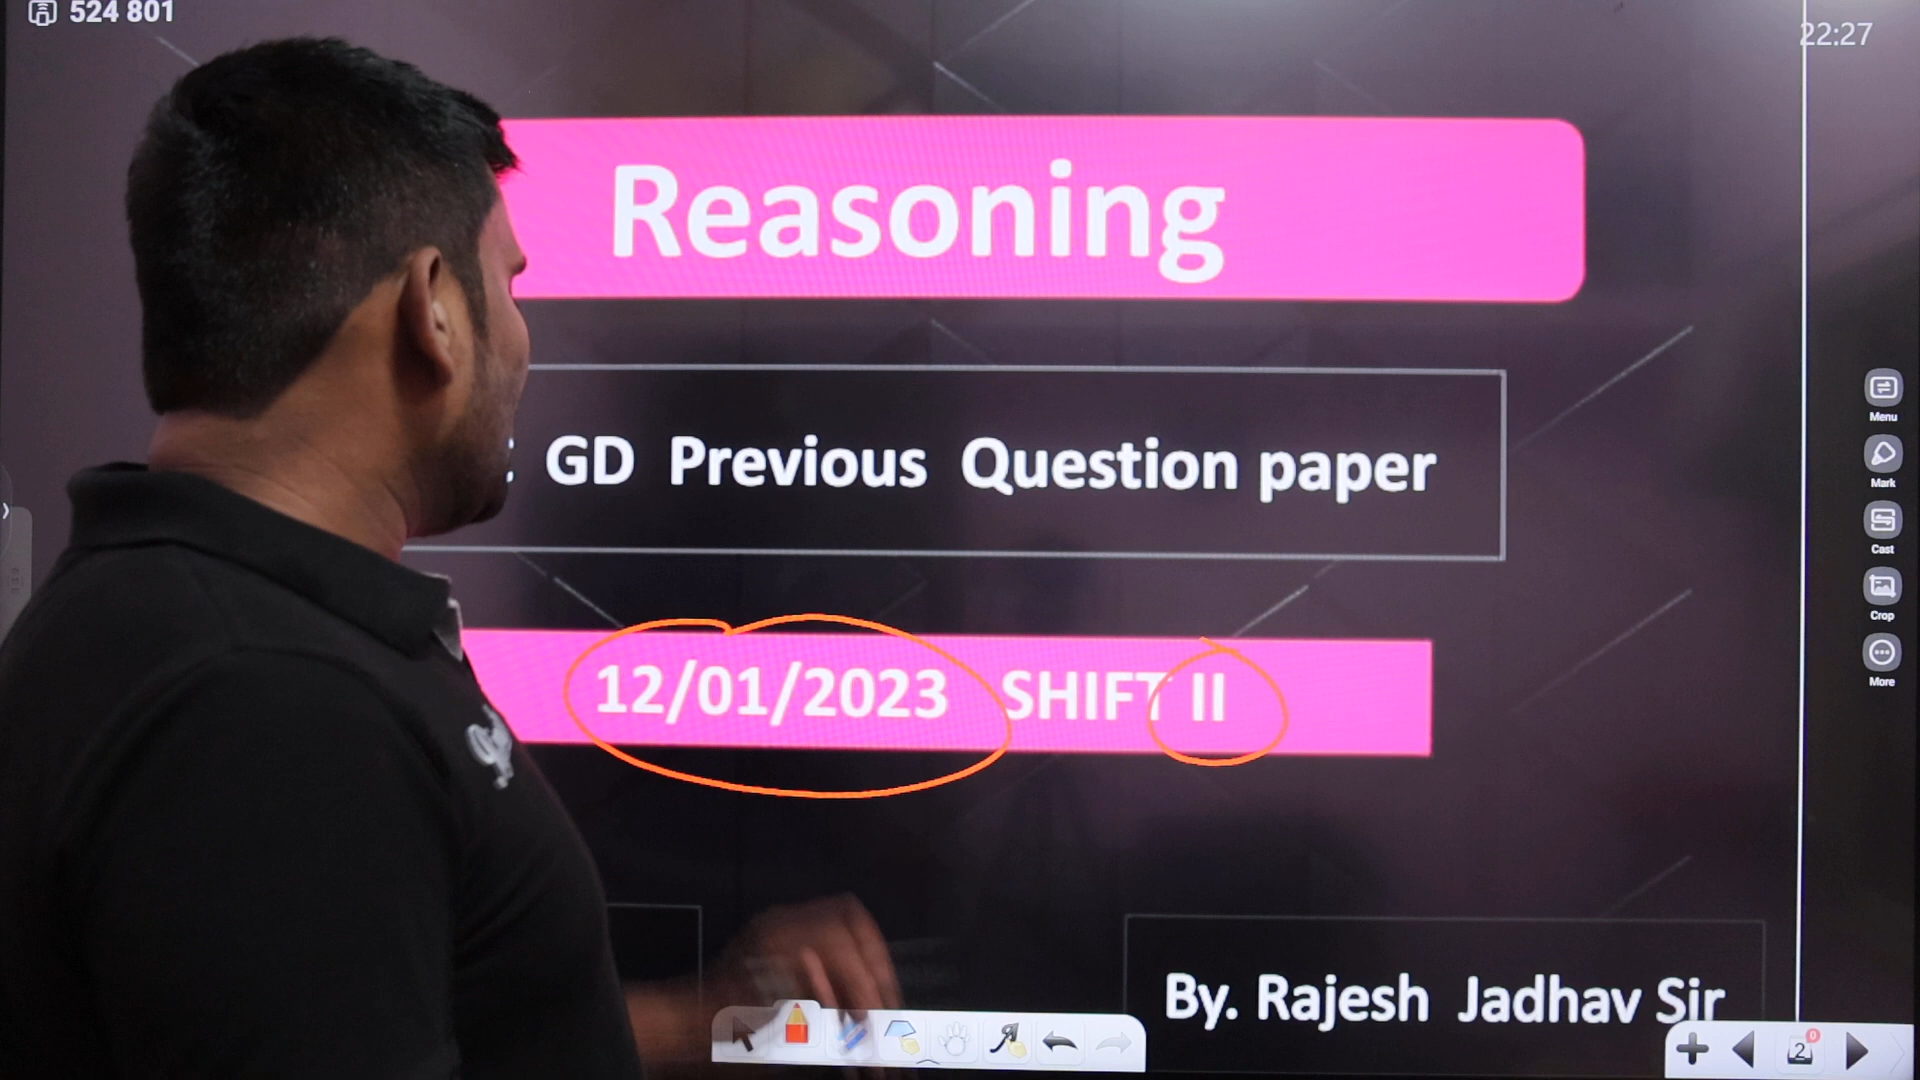 524 801
22:27
Reasoning
GD Previous Question paper
12/01/2023 SHIFT II
By. Rajesh Jadhav Sir
Menu
Mark
Cast
Crop
More
2
0